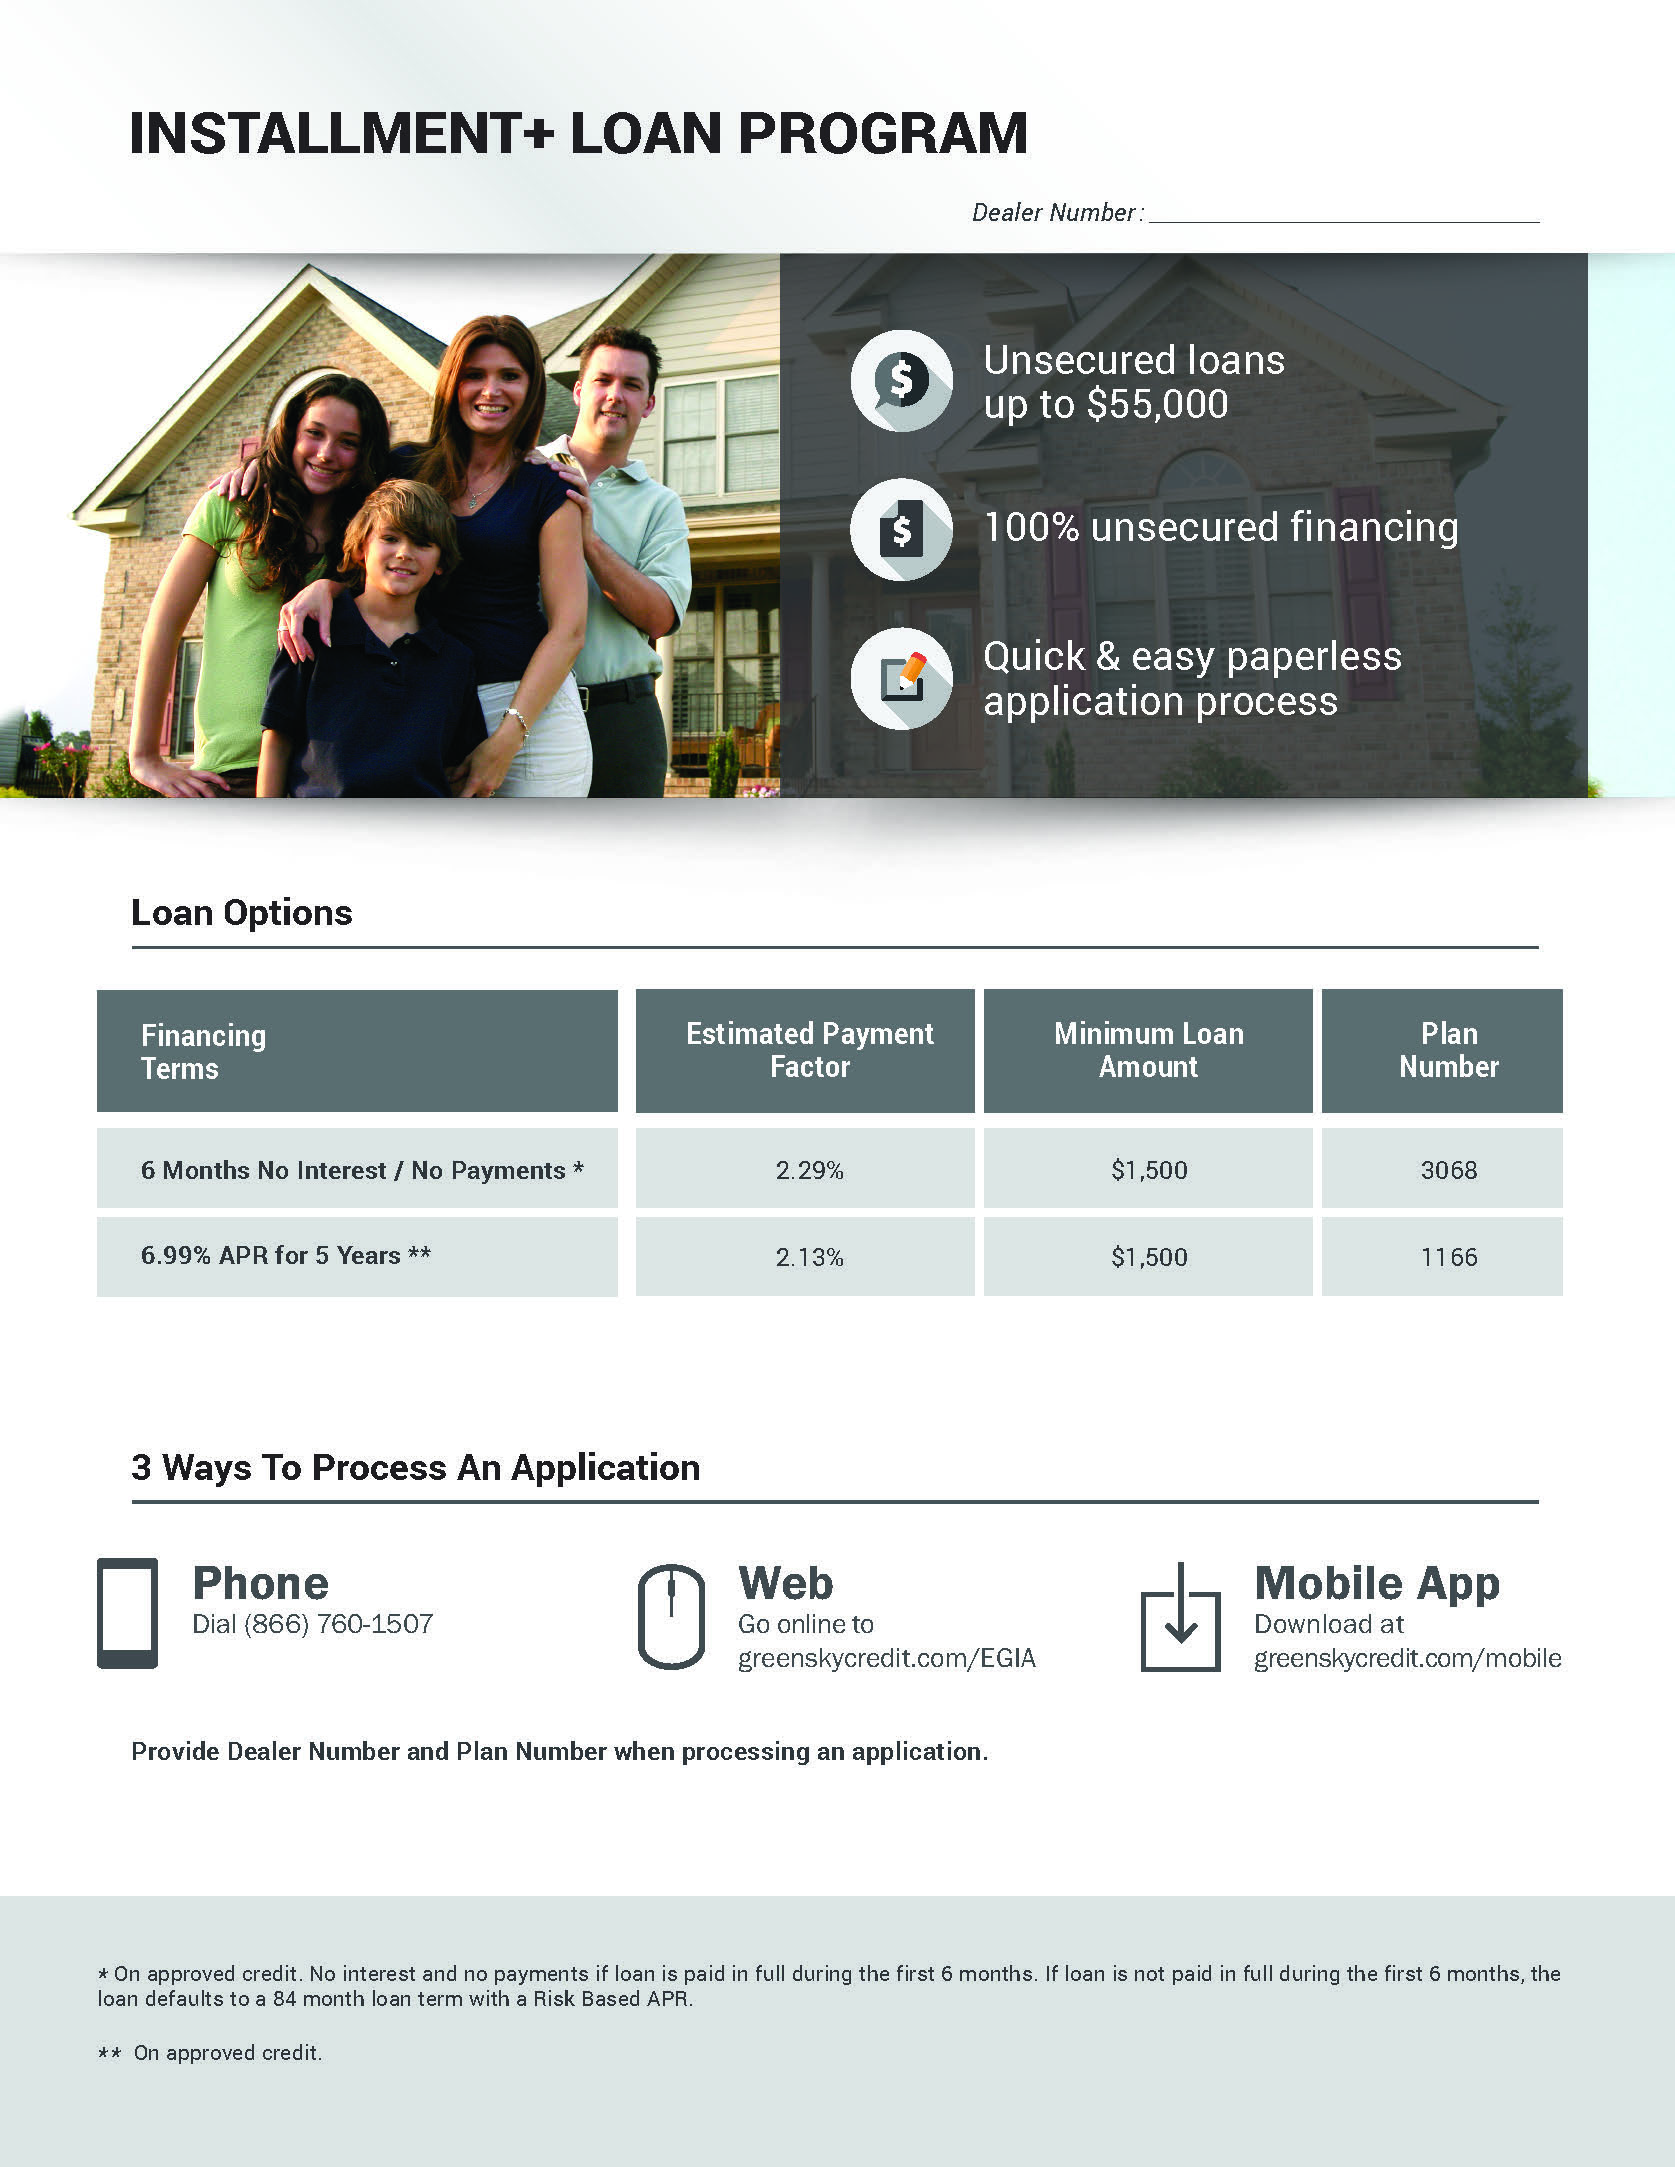 INSTALLMENT+ LOAN PROGRAM
Dealer Number:
Unsecured loans
up to $55,000
100% unsecured financing
Quick & easy paperless
application process
Loan Options
Financing
Terms
Estimated Payment
Factor
Minimum Loan
Amount
Plan
Number
6 Months No Interest / No Payments *
2.29%
$1,500
3068
6.99% APR for 5 Years **
2.13%
$1,500
1166
3 Ways To Process An Application
Phone
Dial (866) 760-1507
Web
Go online to
greenskycredit.com/EGIA
Mobile App
Download at
greenskycredit.com/mobile
Provide Dealer Number and Plan Number when processing an application.
* On approved credit. No interest and no payments if loan is paid in full during the first 6 months. If loan is not paid in full during the first 6 months, the
loan defaults to a 84 month loan term with a Risk Based APR.
** On approved credit.